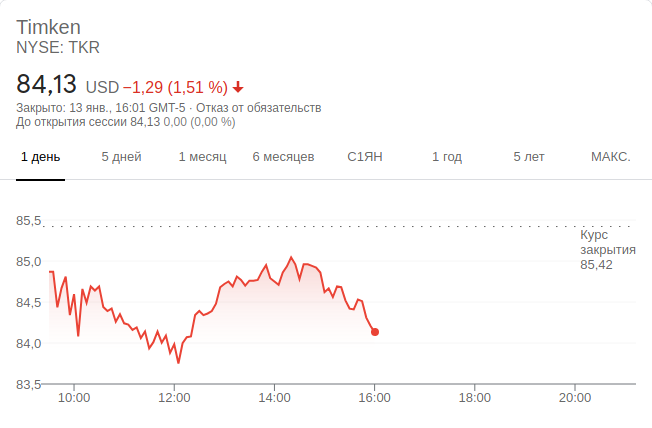 Timken
NYSE: TKR
84,13 USD −1,29 (1,51 %)
Закрыто: 13 янв., 16:01 GMT-5 · Отказ от обязательств
До открытия сессии 84,13 0,00 (0,00 %)
1 день 5 дней 1 месяц 6 месяцев С1ЯН 1 год 5 лет МАКС.
85,5
Курс
закрытия
85,42
85,0
84,5
84,0
83,5
10:00 12:00 14:00 16:00 18:00 20:00